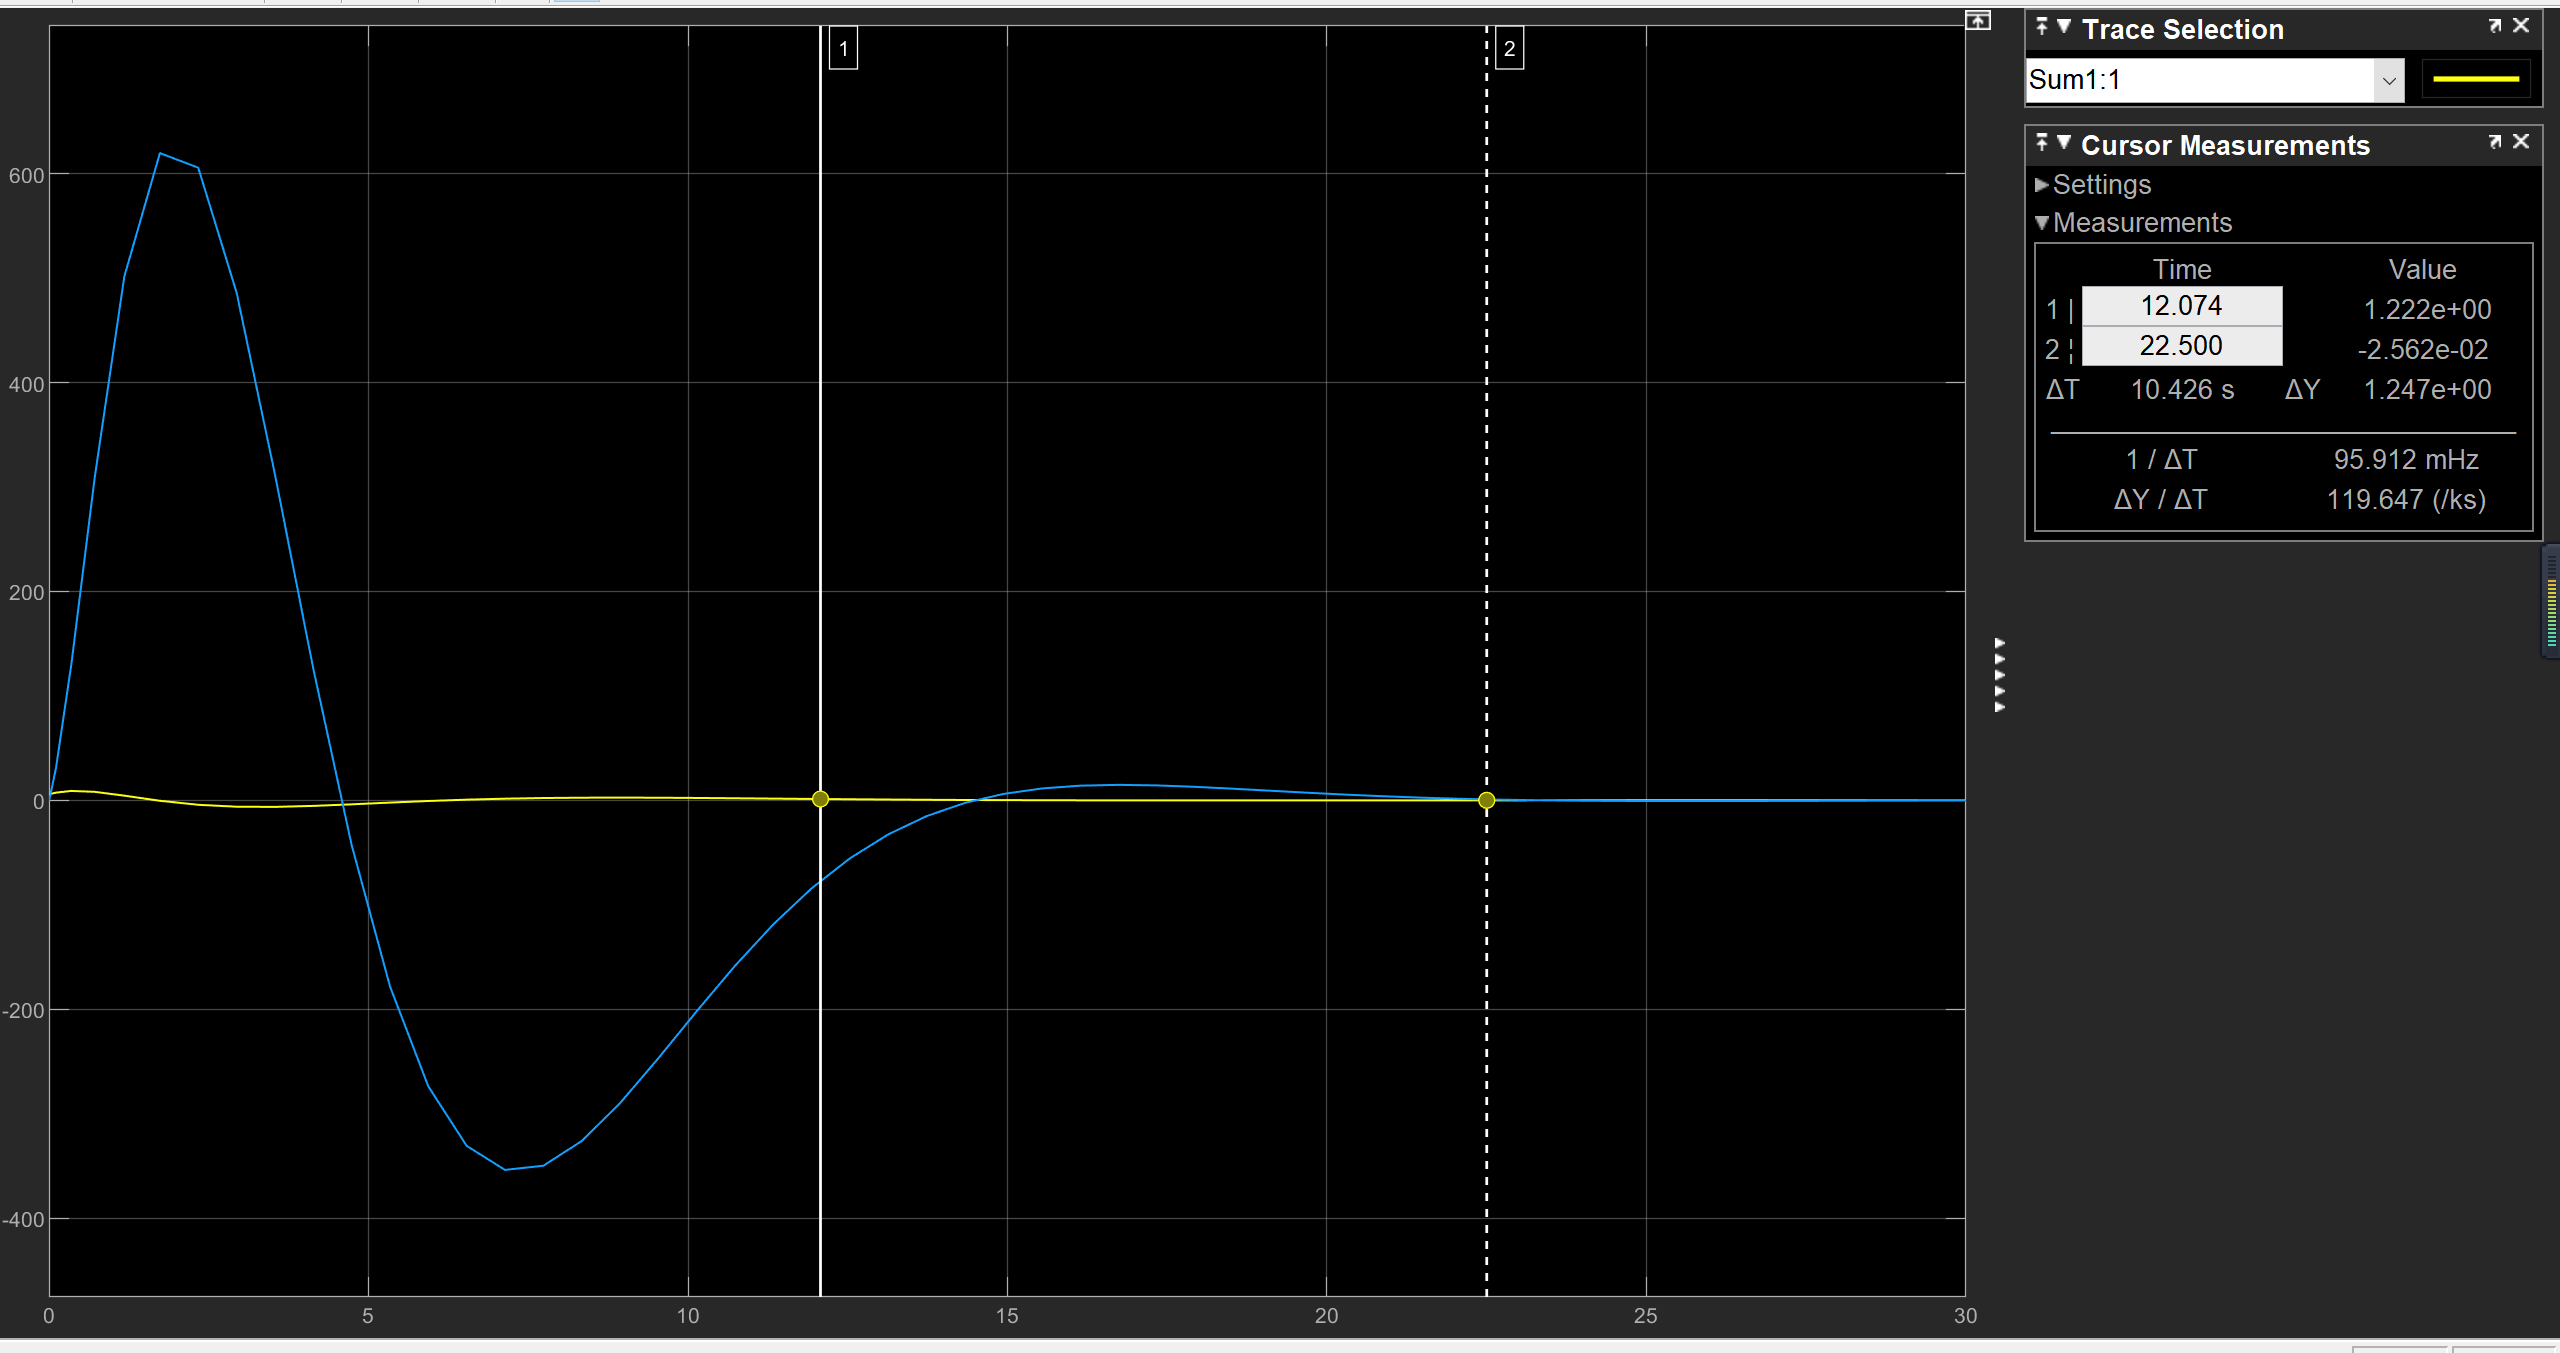 1
2
600
400
200
0
-200
-400
0 5 10 15 20 25 30
Trace Selection
Sum1:1
Cursor Measurements
Settings
Measurements
Time Value
1 | 12.074 1.222e+00
2 ¦ 22.500 -2.562e-02
ΔT 10.426 s ΔY 1.247e+00
1 / ΔT 95.912 mHz
ΔY / ΔT 119.647 (/ks)